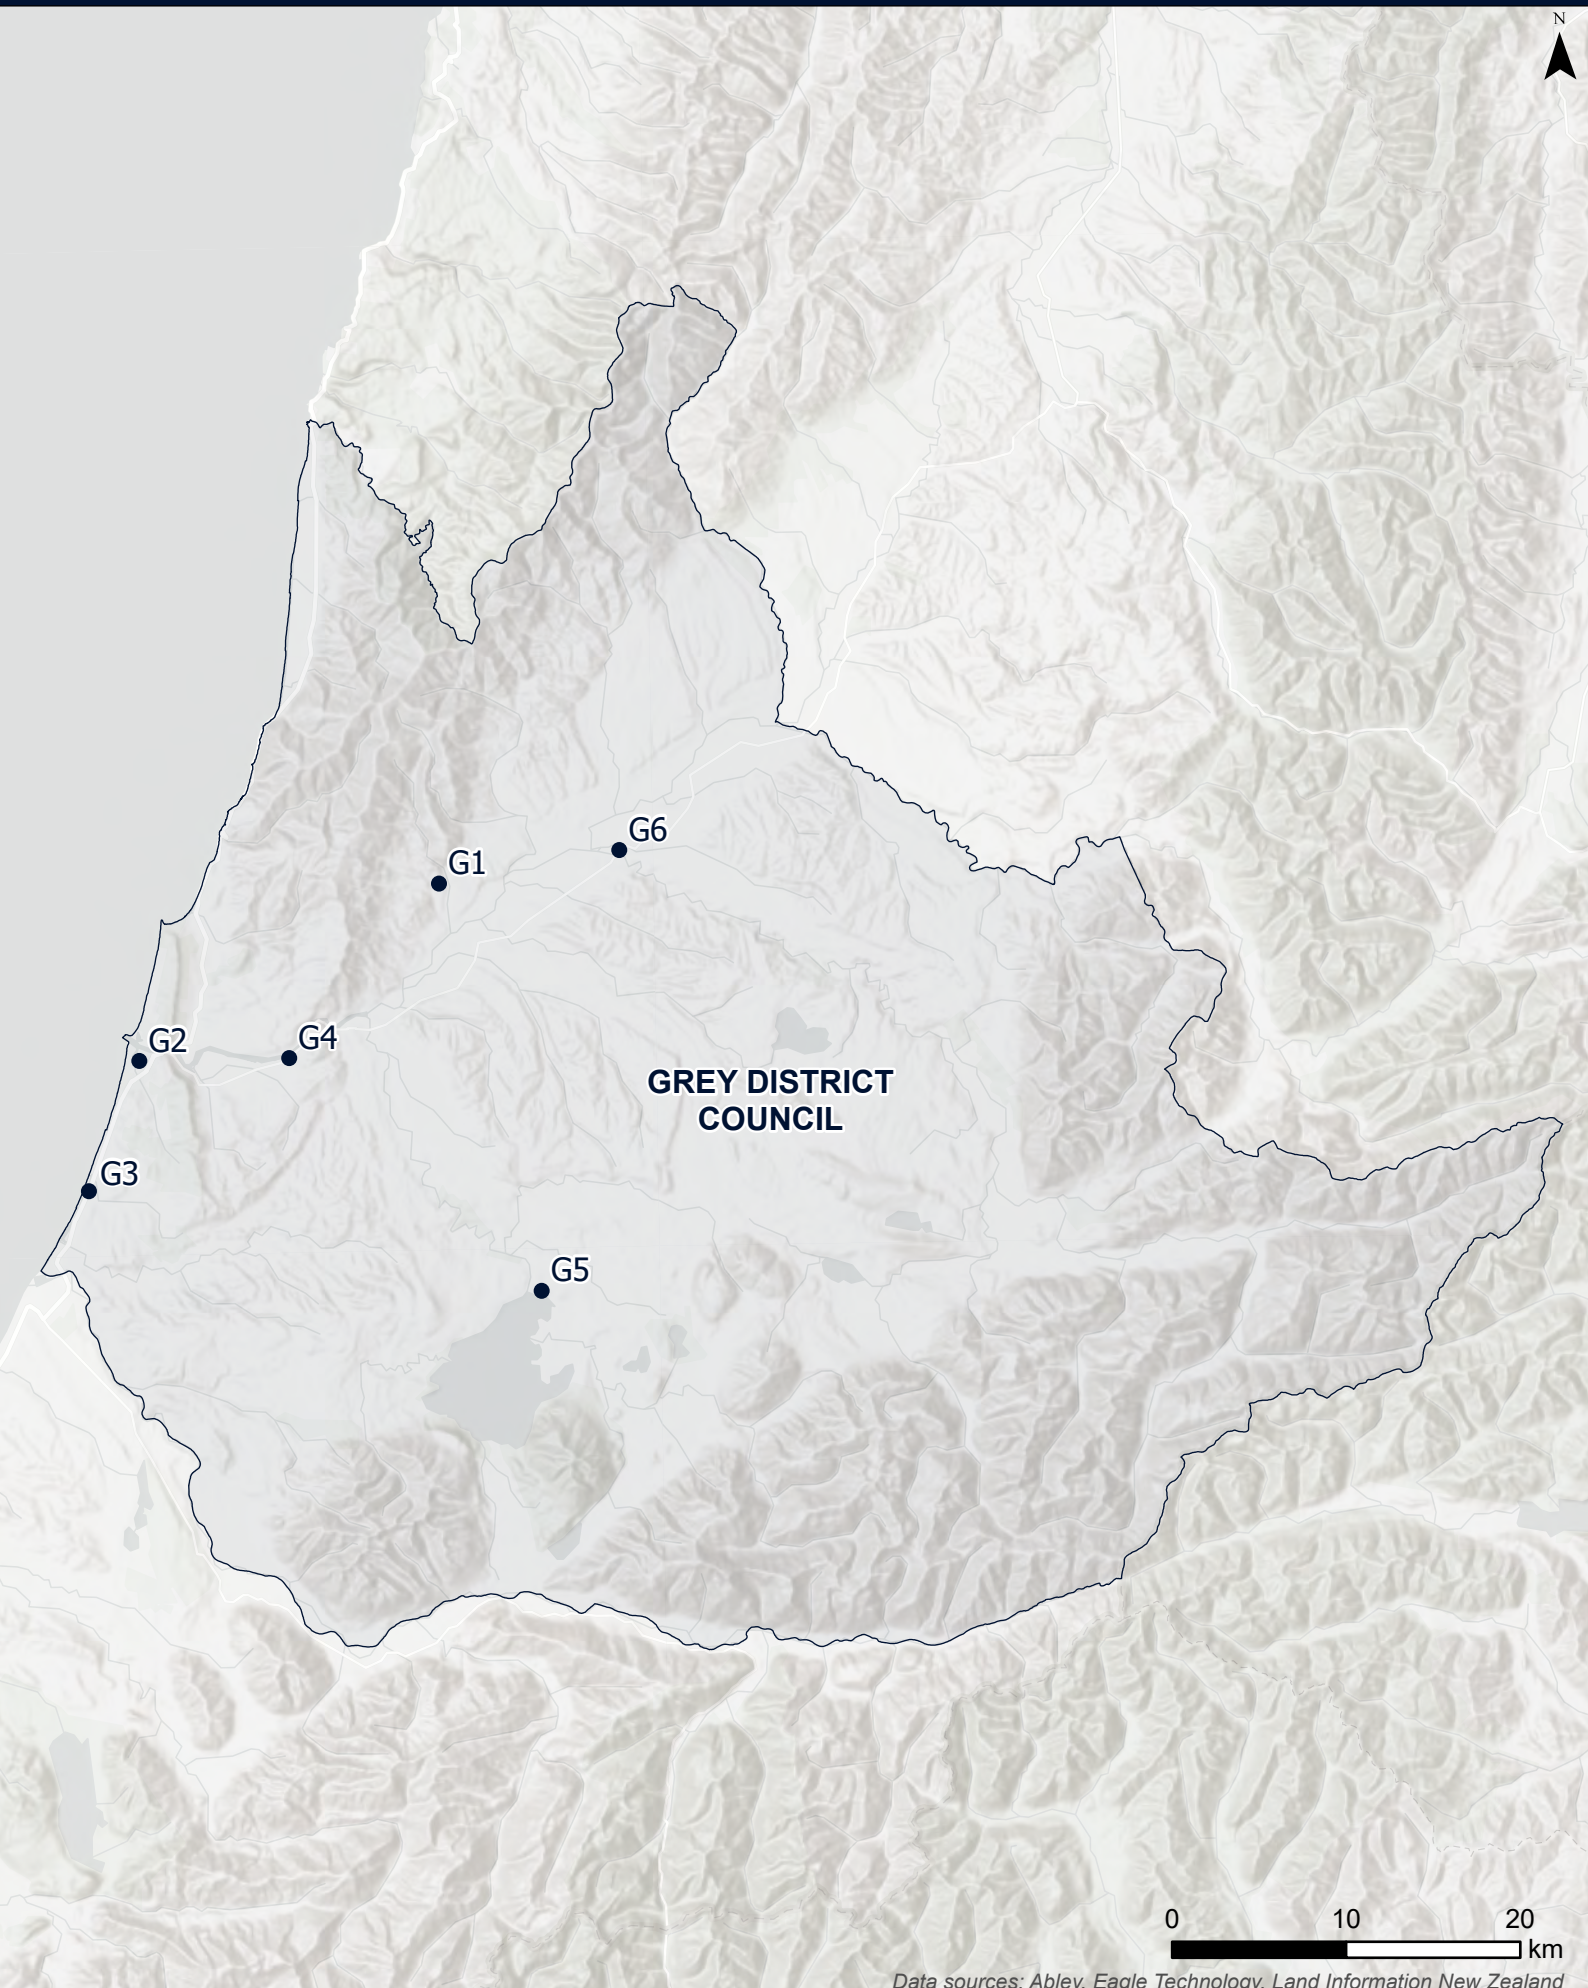 N
G6
G1
G2
G4
GREY DISTRICT
COUNCIL
G3
G5
0 10 20
km
Data sources: Abley, Eagle Technology, Land Information New Zealand